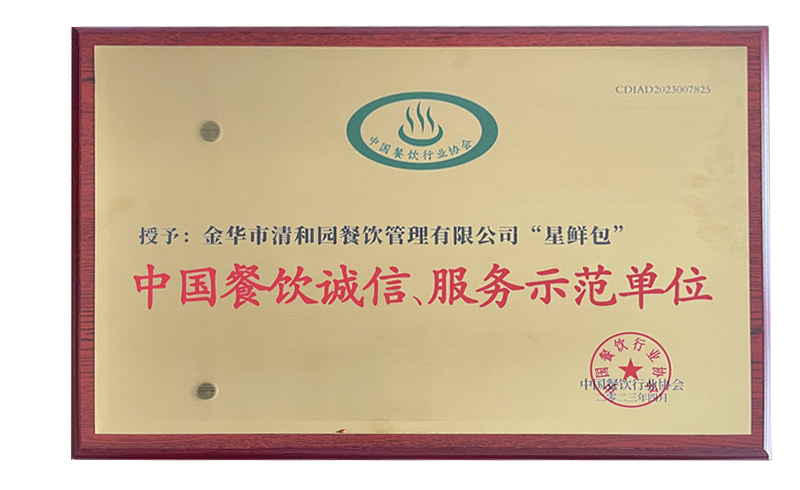 CDIAD2023007825
中国餐饮行业协会
授予：金华市清和园餐饮管理有限公司“星鲜包”
中国餐饮诚信、服务示范单位
中国餐饮行业协会
中国餐饮行业协会
二零二三年四月